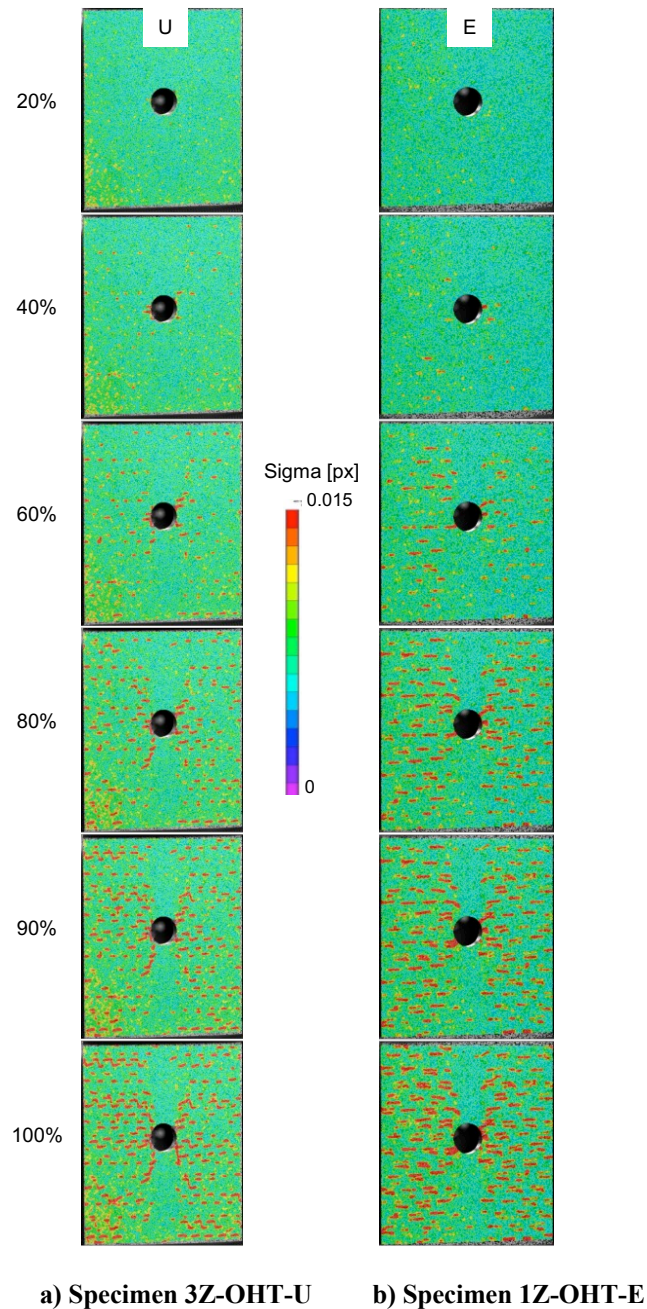 U
E
20%
40%
60%
Sigma [px]
0.015
0
80%
90%
100%
a) Specimen 3Z-OHT-U
b) Specimen 1Z-OHT-E